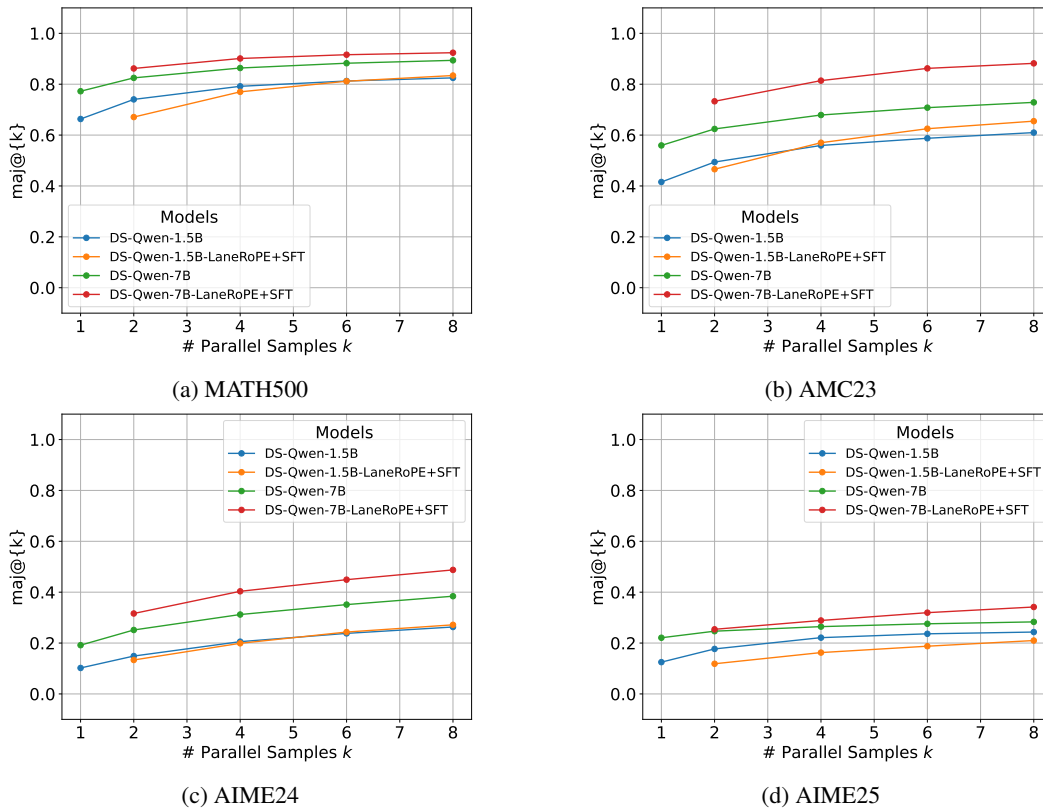 1.0
0.8
0.6
0.4
0.2
0.0
maj@{k}
Models
DS-Qwen-1.5B
DS-Qwen-1.5B-LaneRoPE+SFT
DS-Qwen-7B
DS-Qwen-7B-LaneRoPE+SFT
1 2 3 4 5 6 7 8
# Parallel Samples k
(a) MATH500
1.0
0.8
0.6
0.4
0.2
0.0
maj@{k}
Models
DS-Qwen-1.5B
DS-Qwen-1.5B-LaneRoPE+SFT
DS-Qwen-7B
DS-Qwen-7B-LaneRoPE+SFT
1 2 3 4 5 6 7 8
# Parallel Samples k
(b) AMC23
1.0
0.8
0.6
0.4
0.2
0.0
maj@{k}
Models
DS-Qwen-1.5B
DS-Qwen-1.5B-LaneRoPE+SFT
DS-Qwen-7B
DS-Qwen-7B-LaneRoPE+SFT
1 2 3 4 5 6 7 8
# Parallel Samples k
(c) AIME24
1.0
0.8
0.6
0.4
0.2
0.0
maj@{k}
Models
DS-Qwen-1.5B
DS-Qwen-1.5B-LaneRoPE+SFT
DS-Qwen-7B
DS-Qwen-7B-LaneRoPE+SFT
1 2 3 4 5 6 7 8
# Parallel Samples k
(d) AIME25